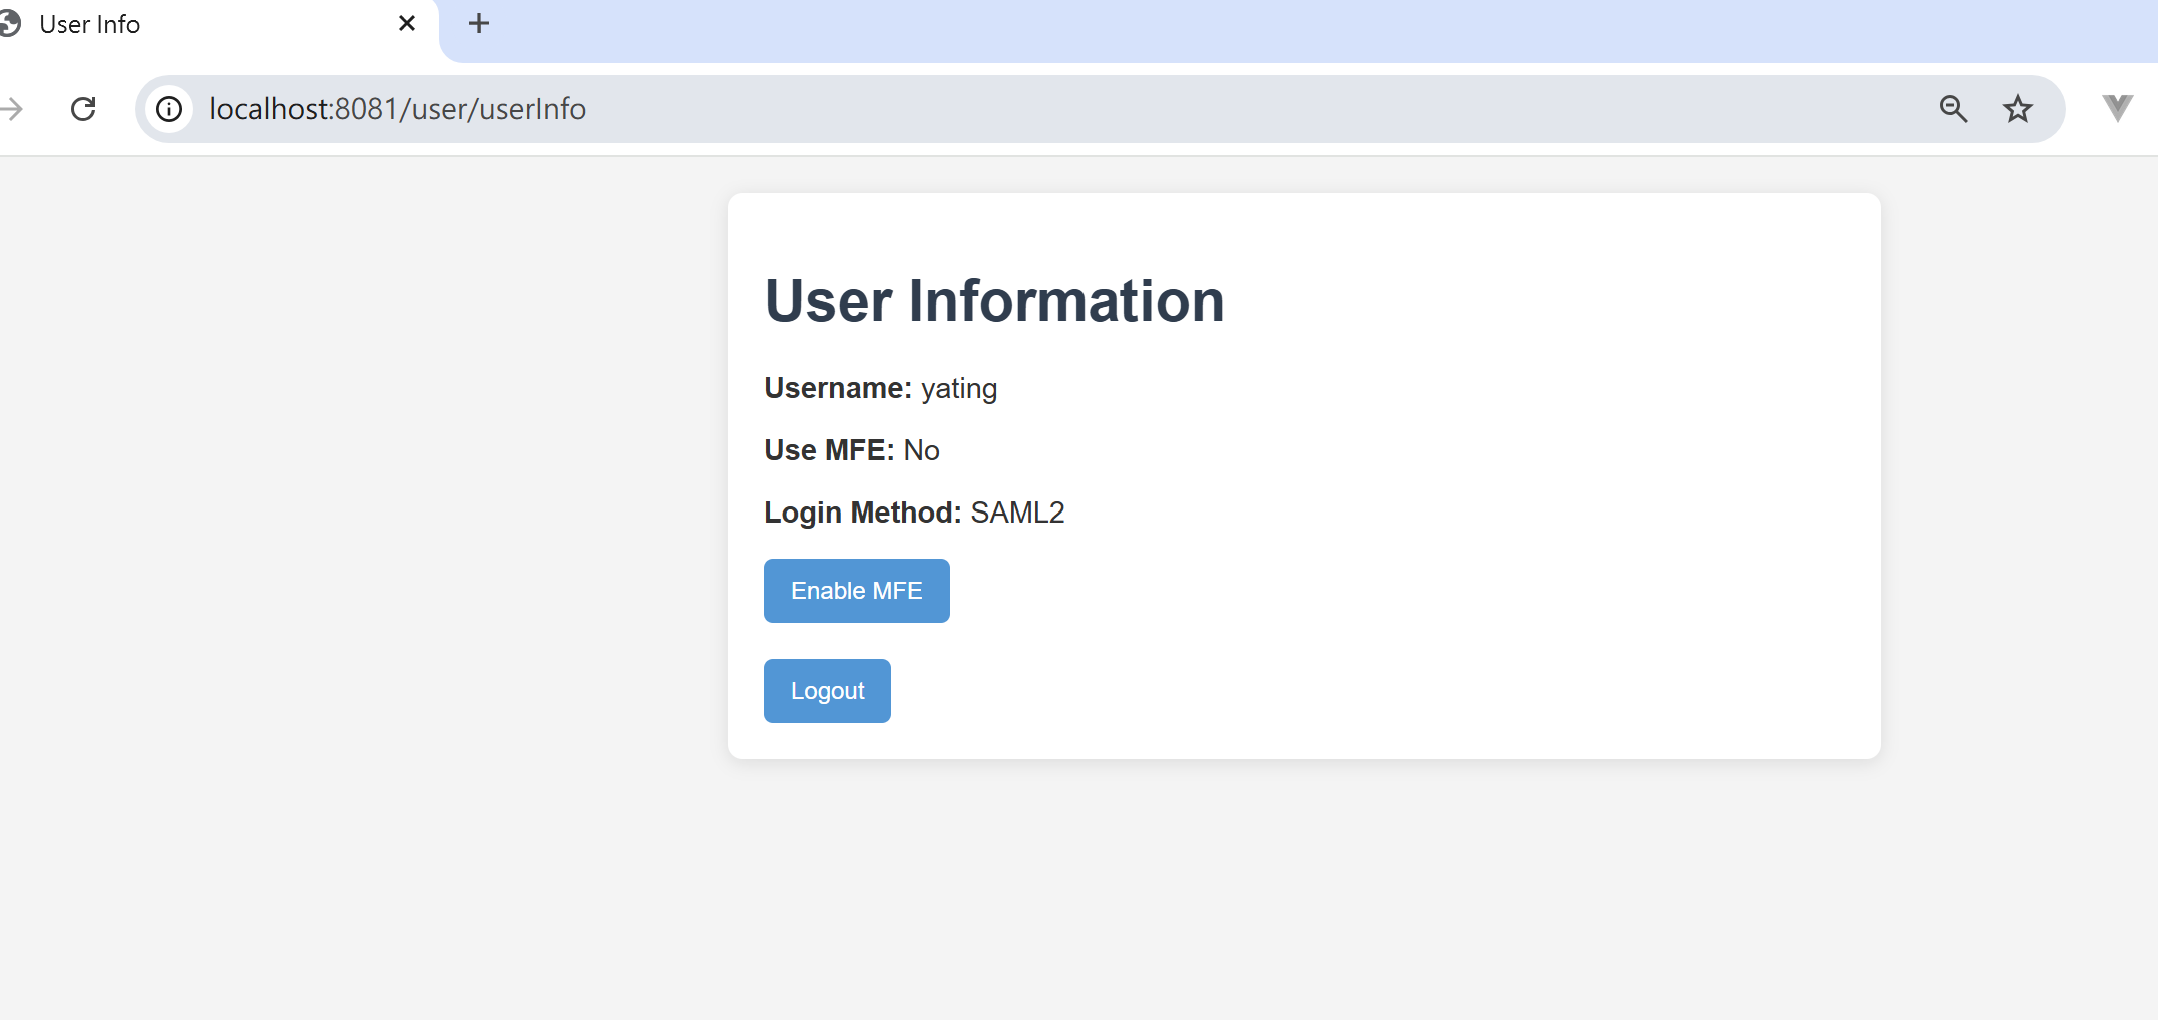 User Info
localhost:8081/user/userInfo
User Information
Username: yating
Use MFE: No
Login Method: SAML2
Enable MFE
Logout